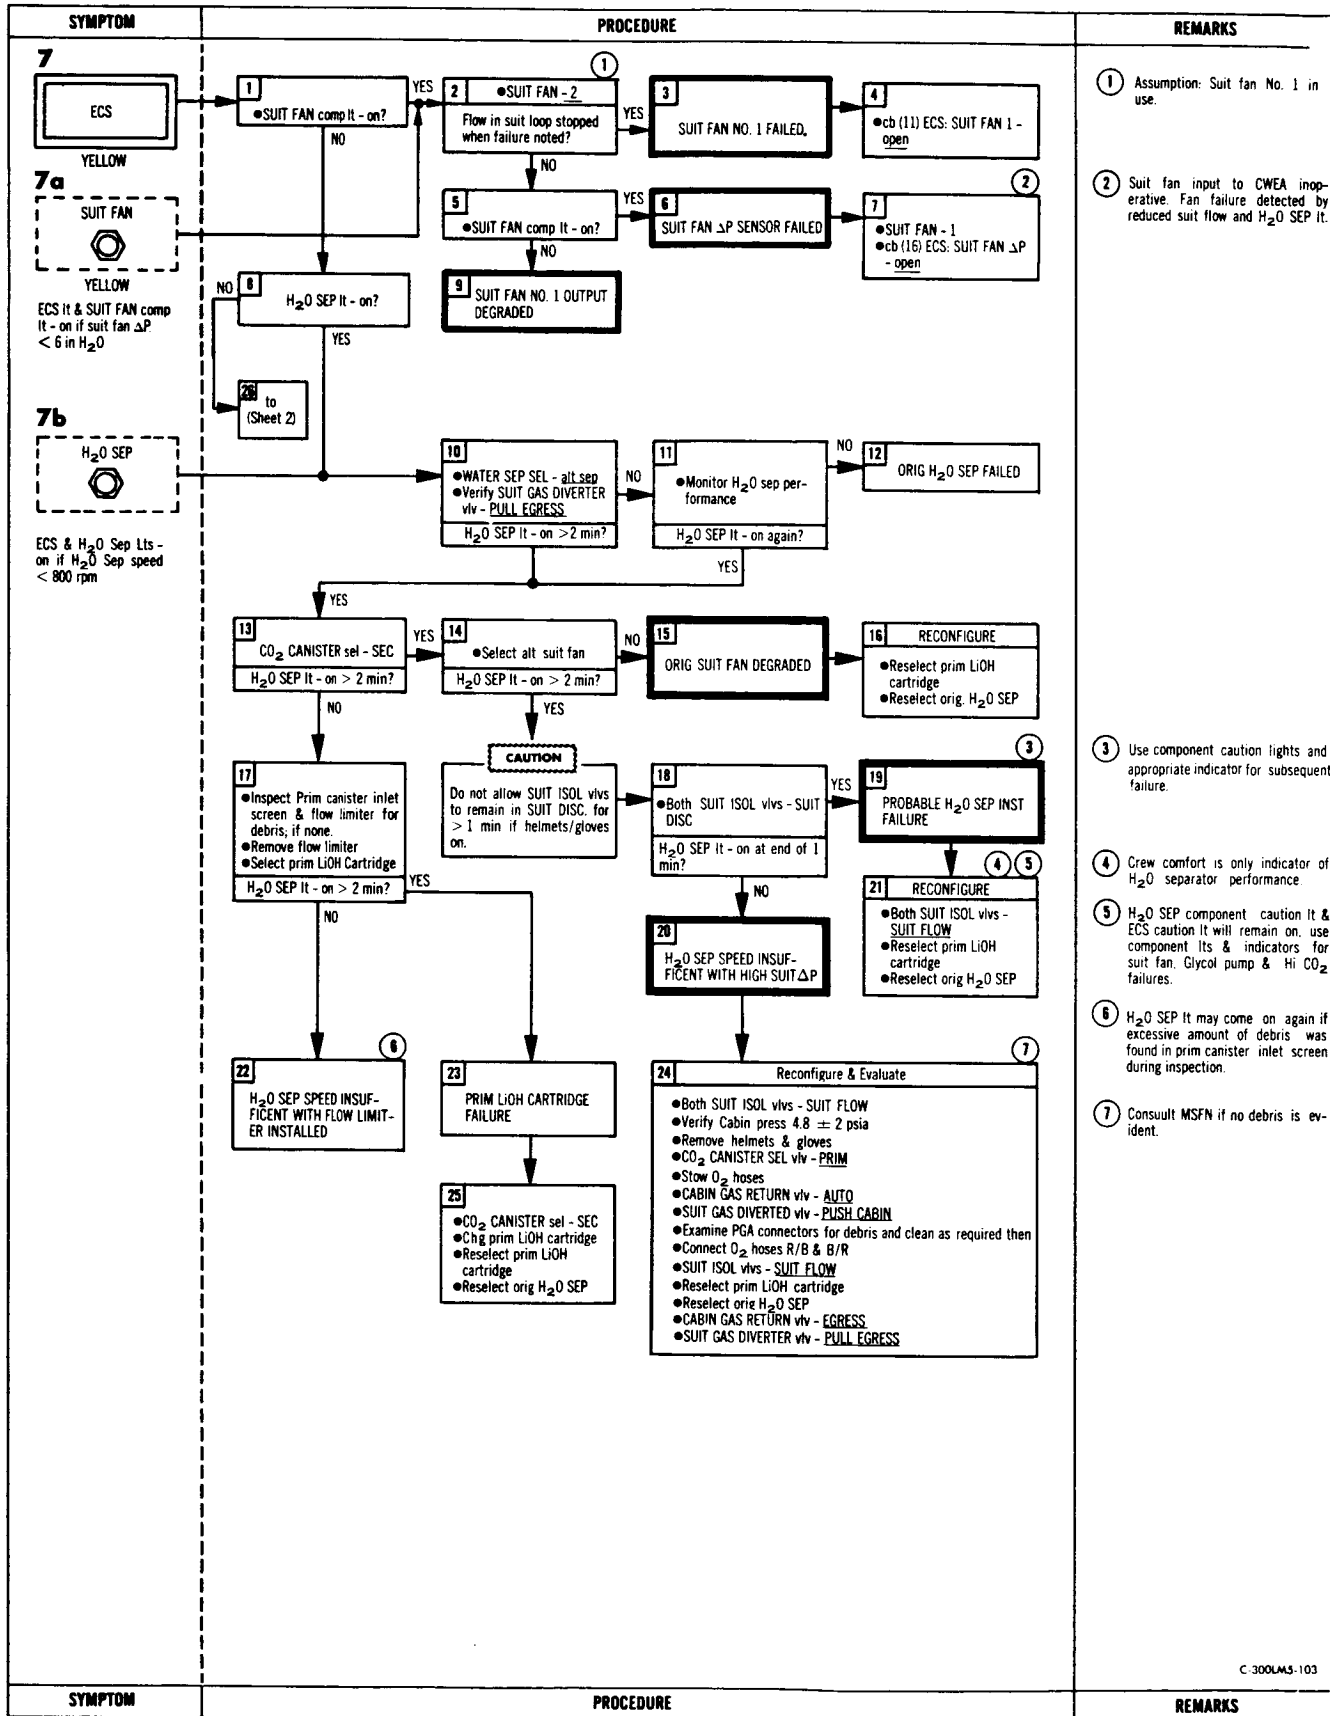 SYMPTOM
PROCEDURE
REMARKS
7
ECS
YELLOW
7a
SUIT FAN
YELLOW
ECS lt & SUIT FAN comp
lt - on if suit fan ΔP
< 6 in H₂O
7b
H₂O SEP
ECS & H₂O Sep Lts -
on if H₂O Sep speed
< 800 rpm
1
●SUIT FAN comp lt - on?
YES
NO
1
2
●SUIT FAN - 2
Flow in suit loop stopped
when failure noted?
YES
NO
3
SUIT FAN NO. 1 FAILED.
4
●cb (11) ECS: SUIT FAN 1 -
open
5
●SUIT FAN comp lt - on?
YES
NO
6
SUIT FAN ΔP SENSOR FAILED
2
7
●SUIT FAN - 1
●cb (16) ECS: SUIT FAN ΔP
- open
NO
8
H₂O SEP lt - on?
YES
9
SUIT FAN NO. 1 OUTPUT
DEGRADED
26
to
(Sheet 2)
10
●WATER SEP SEL - alt sep
●Verify SUIT GAS DIVERTER
vlv - PULL EGRESS
H₂O SEP lt - on >2 min?
NO
YES
11
●Monitor H₂O sep per-
formance
H₂O SEP lt - on again?
NO
YES
12
ORIG H₂O SEP FAILED
13
CO₂ CANISTER sel - SEC
H₂O SEP lt - on > 2 min?
YES
NO
14
●Select alt suit fan
H₂O SEP lt - on > 2 min?
NO
YES
15
ORIG SUIT FAN DEGRADED
16
RECONFIGURE
●Reselect prim LiOH
cartridge
●Reselect orig. H₂O SEP
17
●Inspect Prim canister inlet
screen & flow limiter for
debris; if none.
●Remove flow limiter
●Select prim LiOH Cartridge
H₂O SEP lt - on > 2 min?
YES
NO
CAUTION
Do not allow SUIT ISOL vlvs
to remain in SUIT DISC. for
> 1 min if helmets/gloves
on.
18
●Both SUIT ISOL vlvs - SUIT
DISC
H₂O SEP lt - on at end of 1
min?
YES
NO
3
19
PROBABLE H₂O SEP INST
FAILURE
20
H₂O SEP SPEED INSUF-
FICENT WITH HIGH SUIT ΔP
4
5
21
RECONFIGURE
●Both SUIT ISOL vlvs -
SUIT FLOW
●Reselect prim LiOH
cartridge
●Reselect orig H₂O SEP
6
22
H₂O SEP SPEED INSUF-
FICENT WITH FLOW LIMIT-
ER INSTALLED
23
PRIM LiOH CARTRIDGE
FAILURE
7
24
Reconfigure & Evaluate
●Both SUIT ISOL vlvs - SUIT FLOW
●Verify Cabin press 4.8 ± 2 psia
●Remove helmets & gloves
●CO₂ CANISTER SEL vlv - PRIM
●Stow O₂ hoses
●CABIN GAS RETURN vlv - AUTO
●SUIT GAS DIVERTED vlv - PUSH CABIN
●Examine PGA connectors for debris and clean as required then
●Connect O₂ hoses R/B & B/R
●SUIT ISOL vlvs - SUIT FLOW
●Reselect prim LiOH cartridge
●Reselect orig H₂O SEP
●CABIN GAS RETURN vlv - EGRESS
●SUIT GAS DIVERTER vlv - PULL EGRESS
25
●CO₂ CANISTER sel - SEC
●Chg prim LiOH cartridge
●Reselect prim LiOH
cartridge
●Reselect orig H₂O SEP
1 Assumption: Suit fan No. 1 in
use.
2 Suit fan input to CWEA inop-
erative. Fan failure detected by
reduced suit flow and H₂O SEP lt.
3 Use component caution lights and
appropriate indicator for subsequent
failure.
4 Crew comfort is only indicator of
H₂O separator performance.
5 H₂O SEP component caution lt &
ECS caution lt will remain on, use
component lts & indicators for
suit fan, Glycol pump & Hi CO₂
failures.
6 H₂O SEP lt may come on again if
excessive amount of debris was
found in prim canister inlet screen
during inspection.
7 Consuult MSFN if no debris is ev-
ident.
C-300LM5-103
SYMPTOM
PROCEDURE
REMARKS